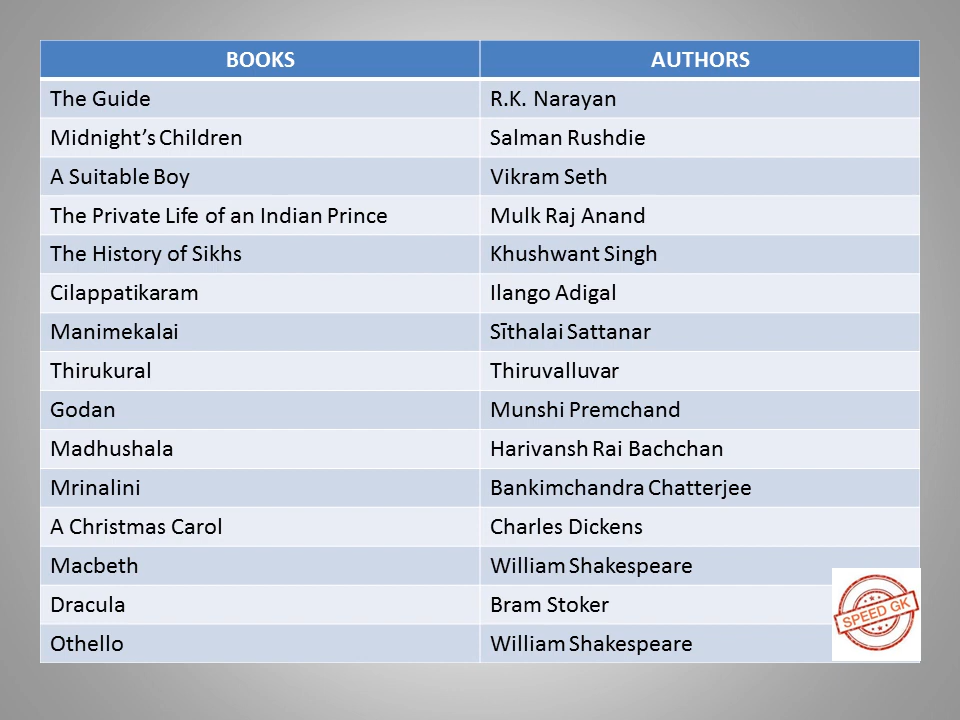 BOOKS AUTHORS
The Guide R.K. Narayan
Midnight’s Children Salman Rushdie
A Suitable Boy Vikram Seth
The Private Life of an Indian Prince Mulk Raj Anand
The History of Sikhs Khushwant Singh
Cilappatikaram Ilango Adigal
Manimekalai Sīthalai Sattanar
Thirukural Thiruvalluvar
Godan Munshi Premchand
Madhushala Harivansh Rai Bachchan
Mrinalini Bankimchandra Chatterjee
A Christmas Carol Charles Dickens
Macbeth William Shakespeare
Dracula Bram Stoker
Othello William Shakespeare
SPEED GK